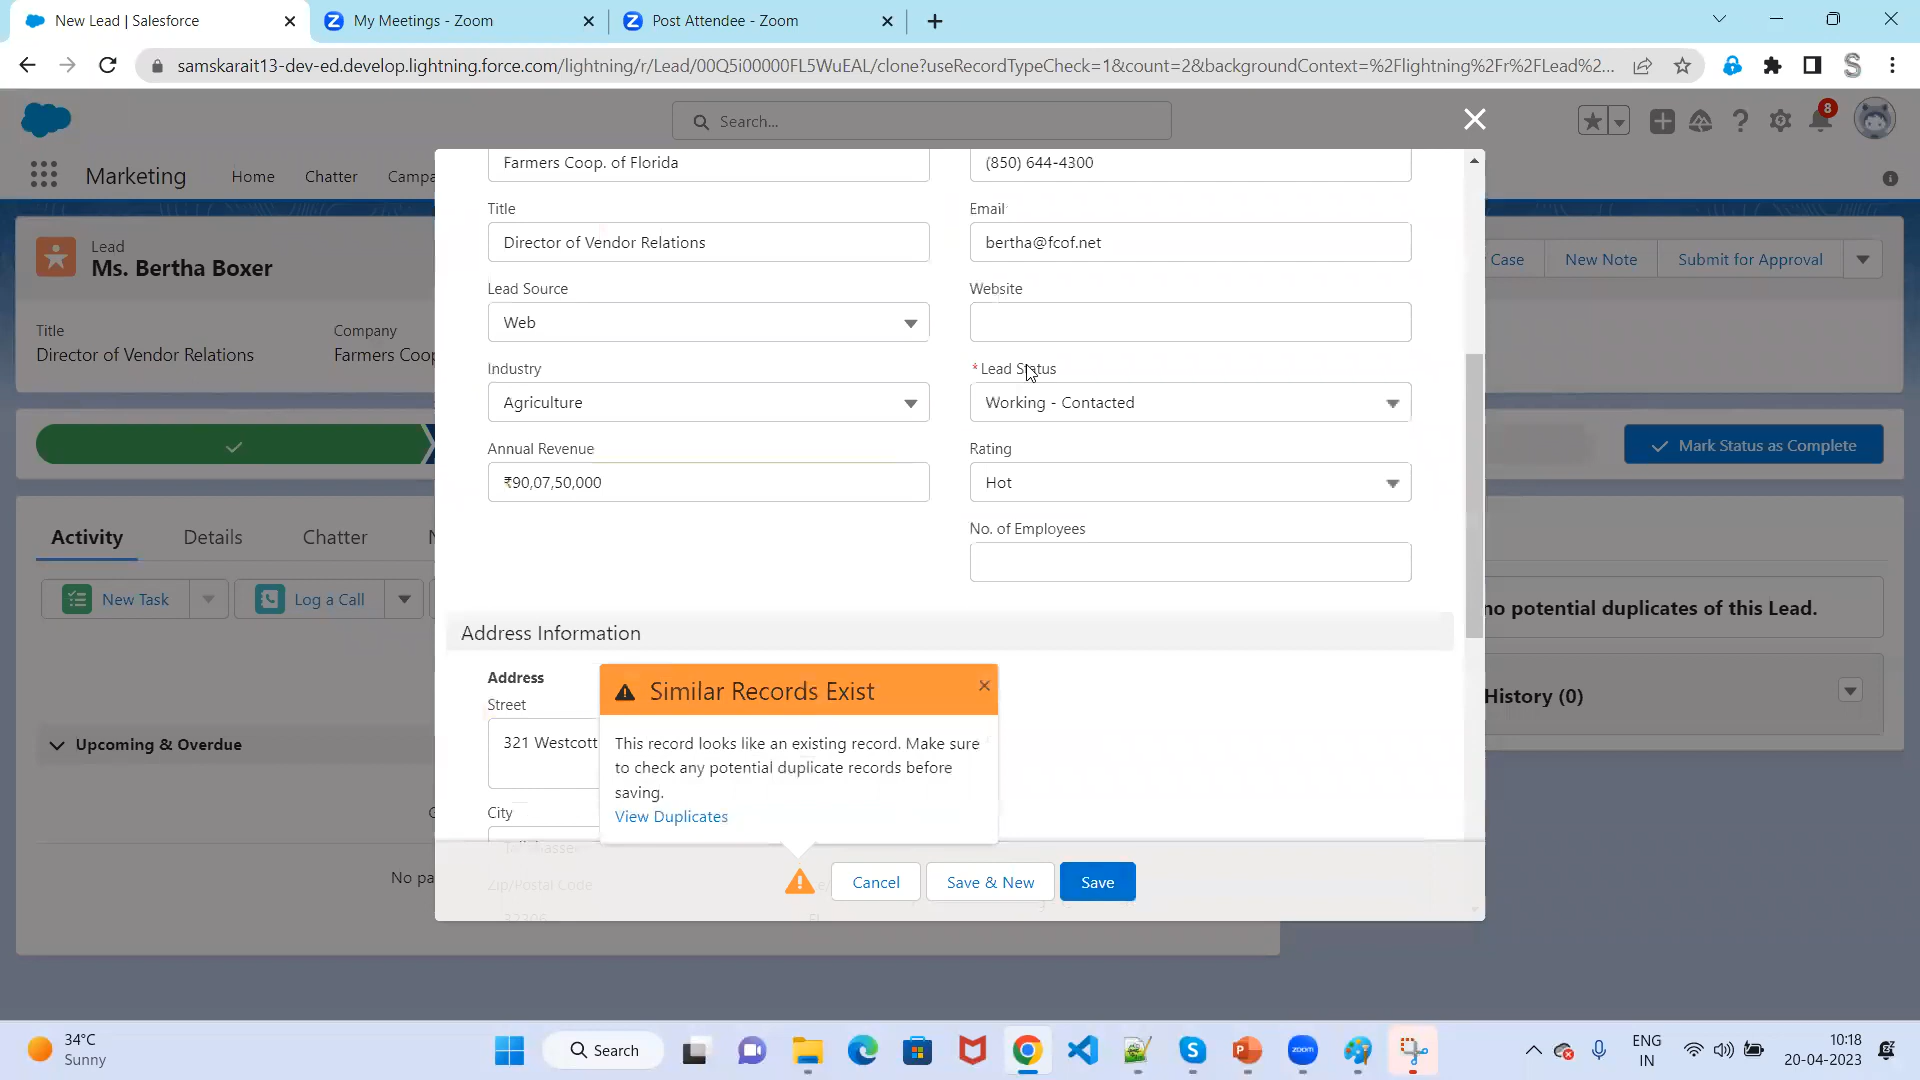 New Lead | Salesforce
My Meetings - Zoom
Post Attendee - Zoom
samskarait13-dev-ed.develop.lightning.force.com/lightning/r/Lead/00Q5i00000FL5WuEAL/clone?useRecordTypeCheck=1&count=2&backgroundContext=%2Flightning%2Fr%2FLead%2...
Search...
8
Marketing
Home
Chatter
Campa
Lead
Ms. Bertha Boxer
Case
New Note
Submit for Approval
Title
Director of Vendor Relations
Company
Farmers Coop
Mark Status as Complete
Activity
Details
Chatter
New Task
Log a Call
Upcoming & Overdue
No pa
no potential duplicates of this Lead.
History (0)
Farmers Coop. of Florida
(850) 644-4300
Title
Director of Vendor Relations
Email
bertha@fcof.net
Lead Source
Web
Website
Industry
Agriculture
*Lead Status
Working - Contacted
Annual Revenue
₹90,07,50,000
Rating
Hot
No. of Employees
Address Information
Address
Street
321 Westcott
City
Zip/Postal Code
32306
FL
Similar Records Exist
This record looks like an existing record. Make sure
to check any potential duplicate records before
saving.
View Duplicates
Cancel
Save & New
Save
34°C
Sunny
Search
zoom
ENG
IN
10:18
20-04-2023